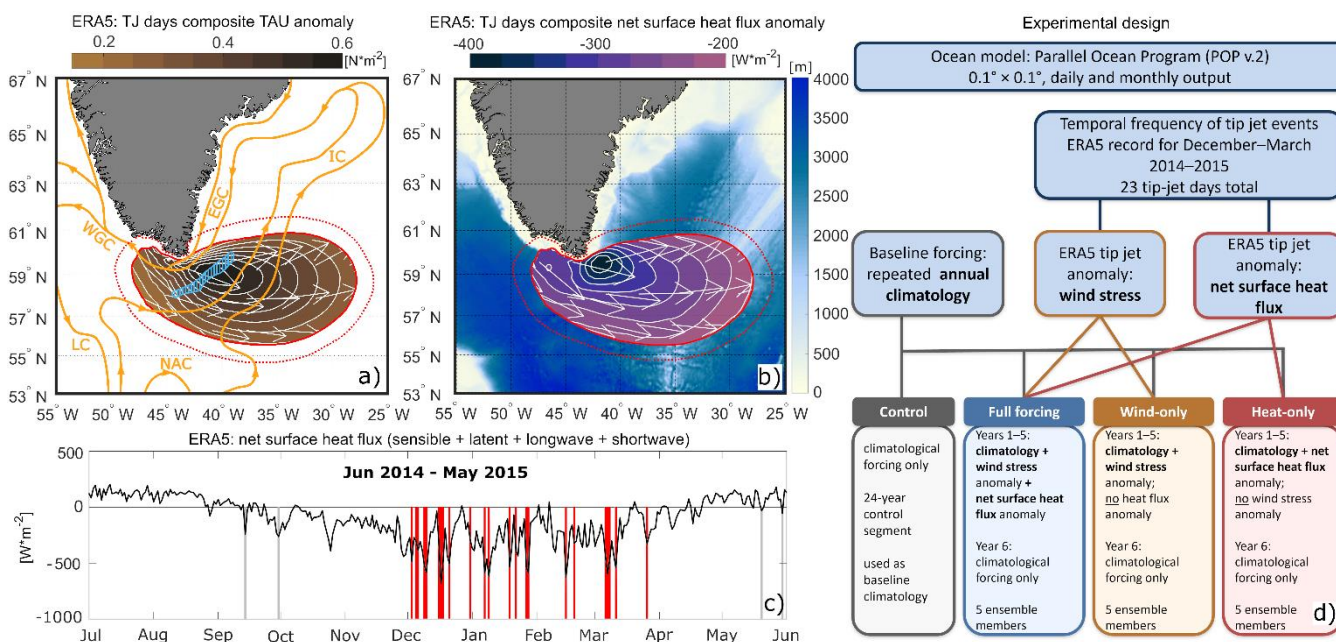 ERA5: TJ days composite TAU anomaly
0.2 0.4 0.6
[N*m⁻²]
67° N
65° N
63° N
61° N
59° N
57° N
55° N
53° N
55° W 50° W 45° W 40° W 35° W 30° W 25° W
IC
EGC
WGC
LC
NAC
a)
ERA5: TJ days composite net surface heat flux anomaly
-400 -300 -200
[W*m⁻²]
[m]
67° N
65° N
63° N
61° N
59° N
57° N
55° N
53° N
55° W 50° W 45° W 40° W 35° W 30° W 25° W
4000
3500
3000
2500
2000
1500
1000
500
0
b)
ERA5: net surface heat flux (sensible + latent + longwave + shortwave)
Jun 2014 - May 2015
500
0
-500
-1000
[W*m⁻²]
Jul Aug Sep Oct Nov Dec Jan Feb Mar Apr May Jun
c)
Experimental design
Ocean model: Parallel Ocean Program (POP v.2)
0.1° × 0.1°, daily and monthly output
Temporal frequency of tip jet events
ERA5 record for December–March
2014–2015
23 tip-jet days total
Baseline forcing:
repeated annual
climatology
ERA5 tip jet
anomaly:
wind stress
ERA5 tip jet
anomaly:
net surface heat
flux
Control
climatological
forcing only
24-year
control
segment
used as
baseline
climatology
Full forcing
Years 1–5:
climatology +
wind stress
anomaly +
net surface heat
flux anomaly
Year 6:
climatological
forcing only
5 ensemble
members
Wind-only
Years 1–5:
climatology +
wind stress
anomaly;
no heat flux
anomaly
Year 6:
climatological
forcing only
5 ensemble
members
Heat-only
Years 1–5:
climatology + net
surface heat flux
anomaly;
no wind stress
anomaly
Year 6:
climatological
forcing only
5 ensemble
members
d)